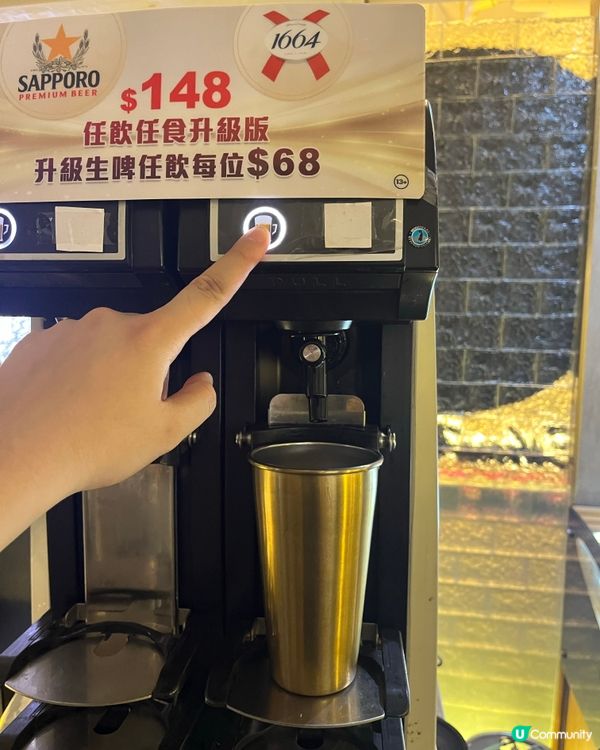 SAPPORO
PREMIUM BEER
1664
$148
任飲任食升級版
升級生啤任飲每位$68
13+
U Community